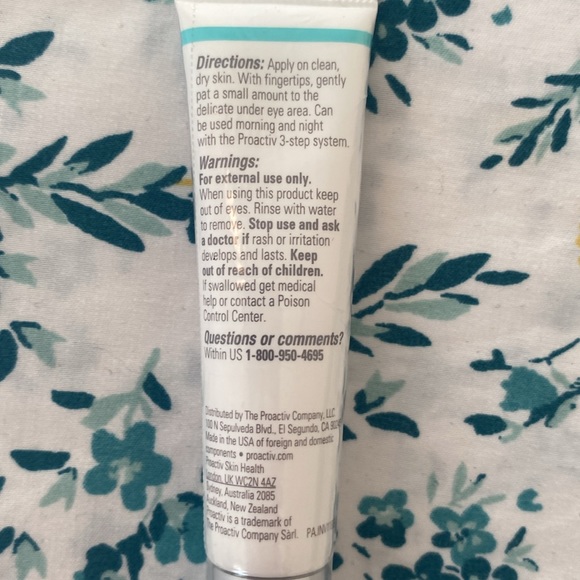 Directions: Apply on clean,
dry skin. With fingertips, gently
pat a small amount to the
delicate under eye area. Can
be used morning and night
with the Proactiv 3-step system.
Warnings:
For external use only.
When using this product keep
out of eyes. Rinse with water
to remove. Stop use and ask
a doctor if rash or irritation
develops and lasts. Keep
out of reach of children.
If swallowed get medical
help or contact a Poison
Control Center.
Questions or comments?
Within US 1-800-950-4695
Distributed by The Proactiv Company, LLC
100 N Sepulveda Blvd., El Segundo, CA
Made in the USA of foreign and domestic
components • proactiv.com
Proactiv Skin Health
London, UK WC2N 4AZ
Sydney, Australia 2085
Auckland, New Zealand
Proactiv is a trademark of
The Proactiv Company Sàrl.